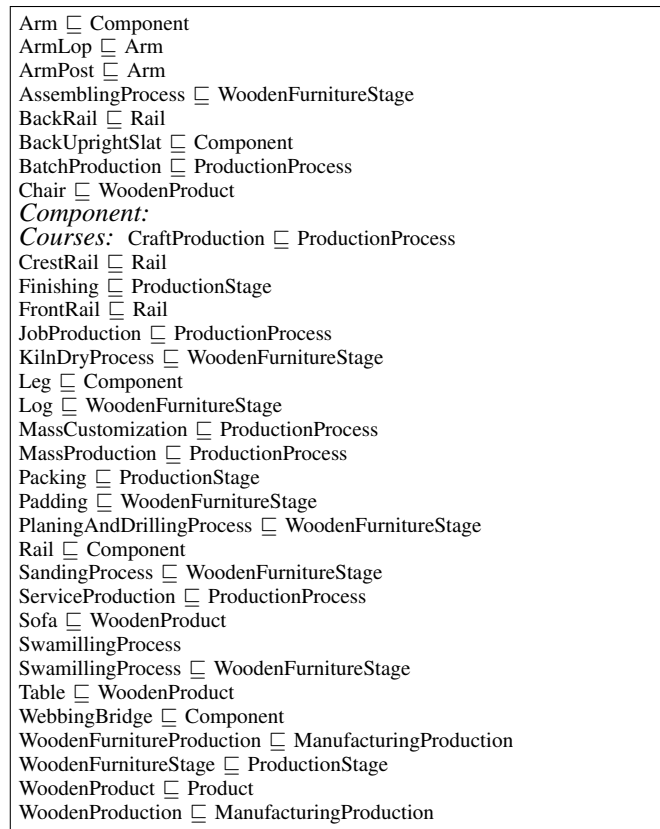 Arm ⊑ Component
ArmLop ⊑ Arm
ArmPost ⊑ Arm
AssemblingProcess ⊑ WoodenFurnitureStage
BackRail ⊑ Rail
BackUprightSlat ⊑ Component
BatchProduction ⊑ ProductionProcess
Chair ⊑ WoodenProduct
Component:
Courses: CraftProduction ⊑ ProductionProcess
CrestRail ⊑ Rail
Finishing ⊑ ProductionStage
FrontRail ⊑ Rail
JobProduction ⊑ ProductionProcess
KilnDryProcess ⊑ WoodenFurnitureStage
Leg ⊑ Component
Log ⊑ WoodenFurnitureStage
MassCustomization ⊑ ProductionProcess
MassProduction ⊑ ProductionProcess
Packing ⊑ ProductionStage
Padding ⊑ WoodenFurnitureStage
PlaningAndDrillingProcess ⊑ WoodenFurnitureStage
Rail ⊑ Component
SandingProcess ⊑ WoodenFurnitureStage
ServiceProduction ⊑ ProductionProcess
Sofa ⊑ WoodenProduct
SwamillingProcess
SwamillingProcess ⊑ WoodenFurnitureStage
Table ⊑ WoodenProduct
WebbingBridge ⊑ Component
WoodenFurnitureProduction ⊑ ManufacturingProduction
WoodenFurnitureStage ⊑ ProductionStage
WoodenProduct ⊑ Product
WoodenProduction ⊑ ManufacturingProduction